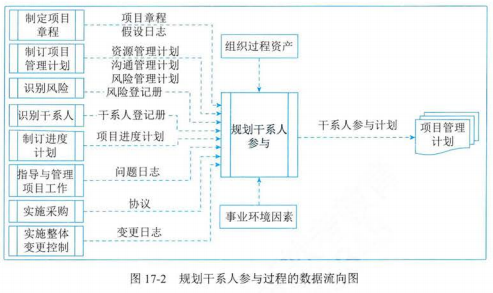 制定项目
章程
项目章程
假设日志
制订项目
管理计划
资源管理计划
沟通管理计划
风险管理计划
识别风险
风险登记册
识别干系人
干系人登记册
制订进度
计划
项目进度计划
指导与管理
项目工作
问题日志
实施采购
协议
实施整体
变更控制
变更日志
组织过程资产
规划干系人
参与
事业环境因素
干系人参与计划
项目管理
计划
图 17-2 规划干系人参与过程的数据流向图